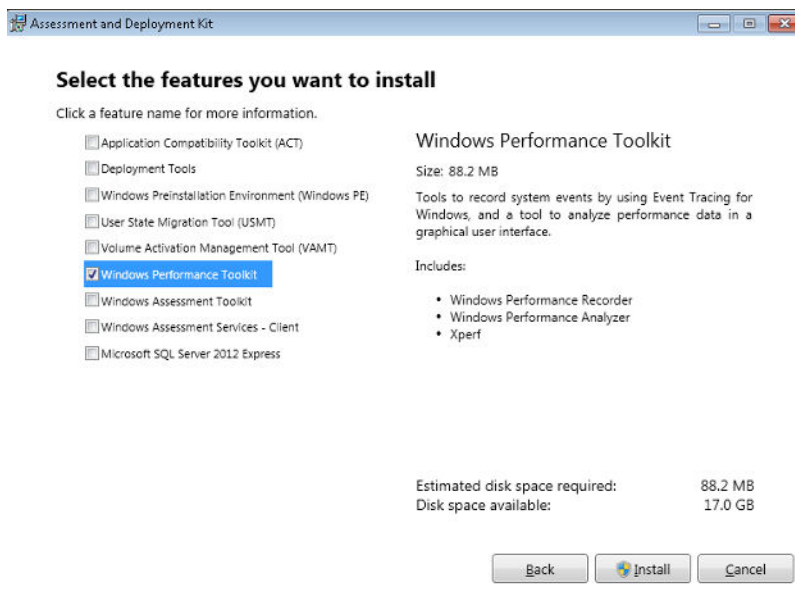 Assessment and Deployment Kit
Select the features you want to install
Click a feature name for more information.
Application Compatibility Toolkit (ACT)
Deployment Tools
Windows Preinstallation Environment (Windows PE)
User State Migration Tool (USMT)
Volume Activation Management Tool (VAMT)
Windows Performance Toolkit
Windows Assessment Toolkit
Windows Assessment Services - Client
Microsoft SQL Server 2012 Express
Windows Performance Toolkit
Size: 88.2 MB
Tools to record system events by using Event Tracing for
Windows, and a tool to analyze performance data in a
graphical user interface.
Includes:
• Windows Performance Recorder
• Windows Performance Analyzer
• Xperf
Estimated disk space required: 88.2 MB
Disk space available: 17.0 GB
Back Install Cancel